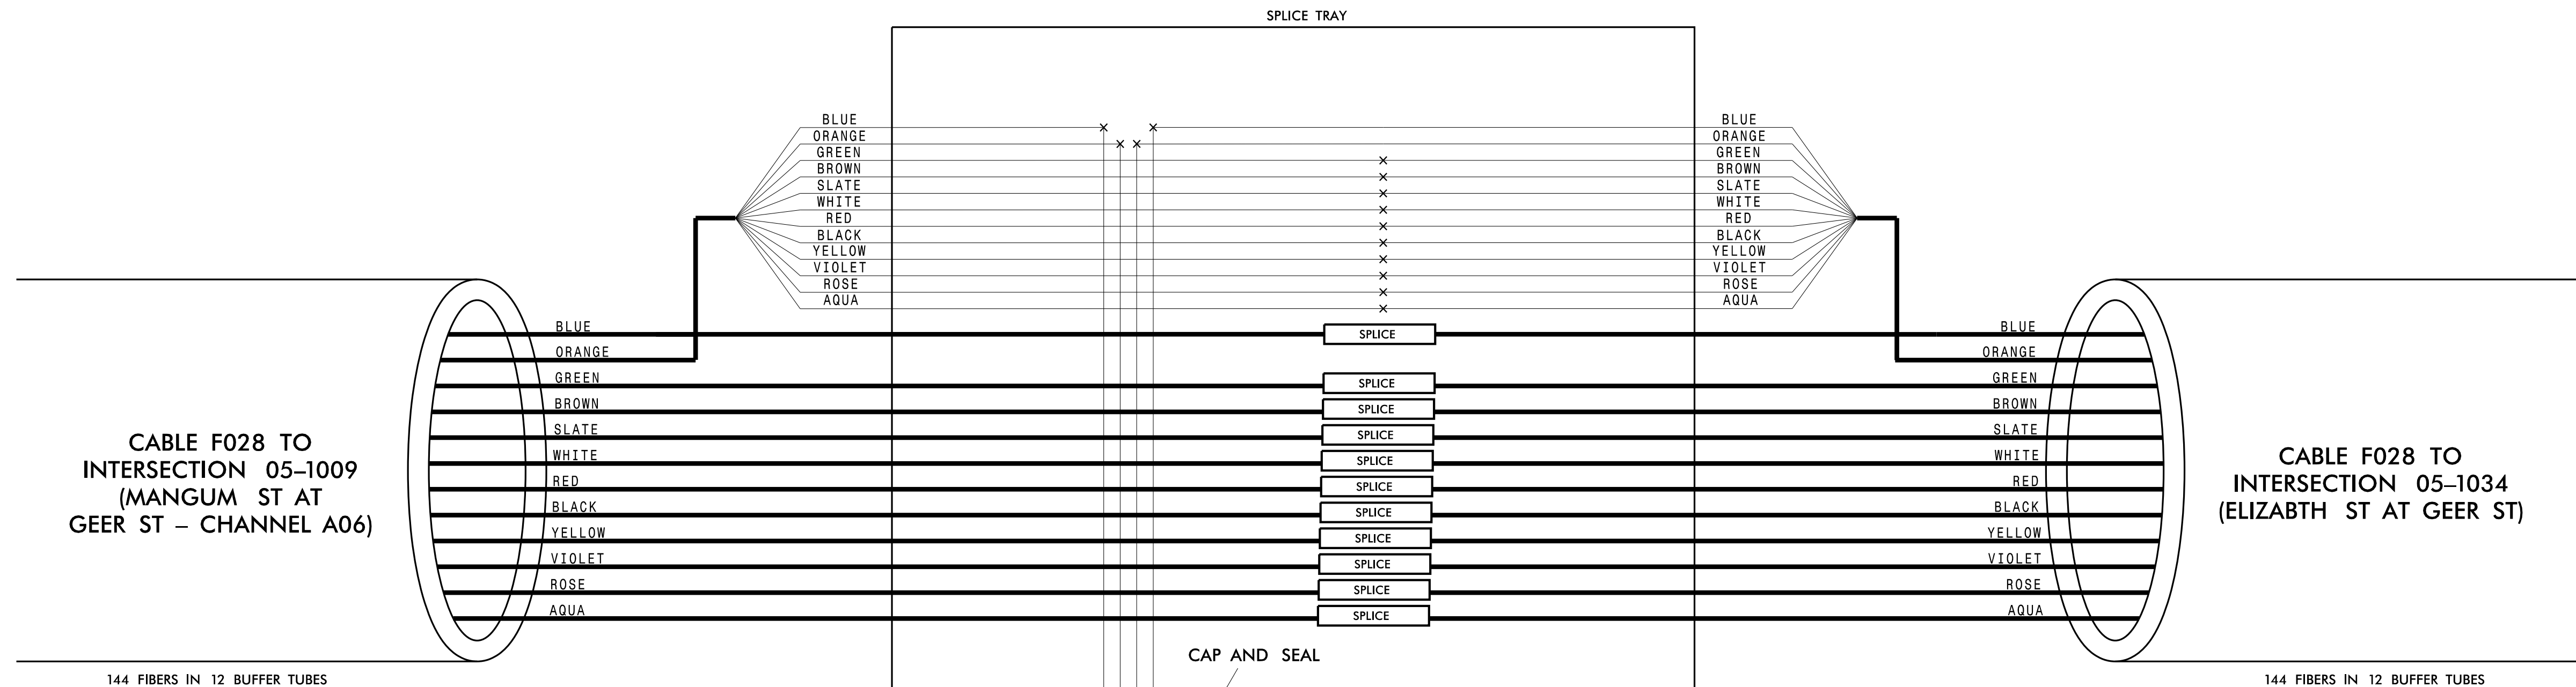 SPLICE TRAY
BLUE BLUE
ORANGE ORANGE
GREEN GREEN
BROWN BROWN
SLATE SLATE
WHITE WHITE
RED RED
BLACK BLACK
YELLOW YELLOW
VIOLET VIOLET
ROSE ROSE
AQUA AQUA
BLUE SPLICE BLUE
ORANGE ORANGE
GREEN SPLICE GREEN
BROWN SPLICE BROWN
SLATE SPLICE SLATE
WHITE SPLICE WHITE
RED SPLICE RED
BLACK SPLICE BLACK
YELLOW SPLICE YELLOW
VIOLET SPLICE VIOLET
ROSE SPLICE ROSE
AQUA SPLICE AQUA
CABLE F028 TO
INTERSECTION 05–1009
(MANGUM ST AT
GEER ST – CHANNEL A06)
CABLE F028 TO
INTERSECTION 05–1034
(ELIZABTH ST AT GEER ST)
CAP AND SEAL
144 FIBERS IN 12 BUFFER TUBES
144 FIBERS IN 12 BUFFER TUBES